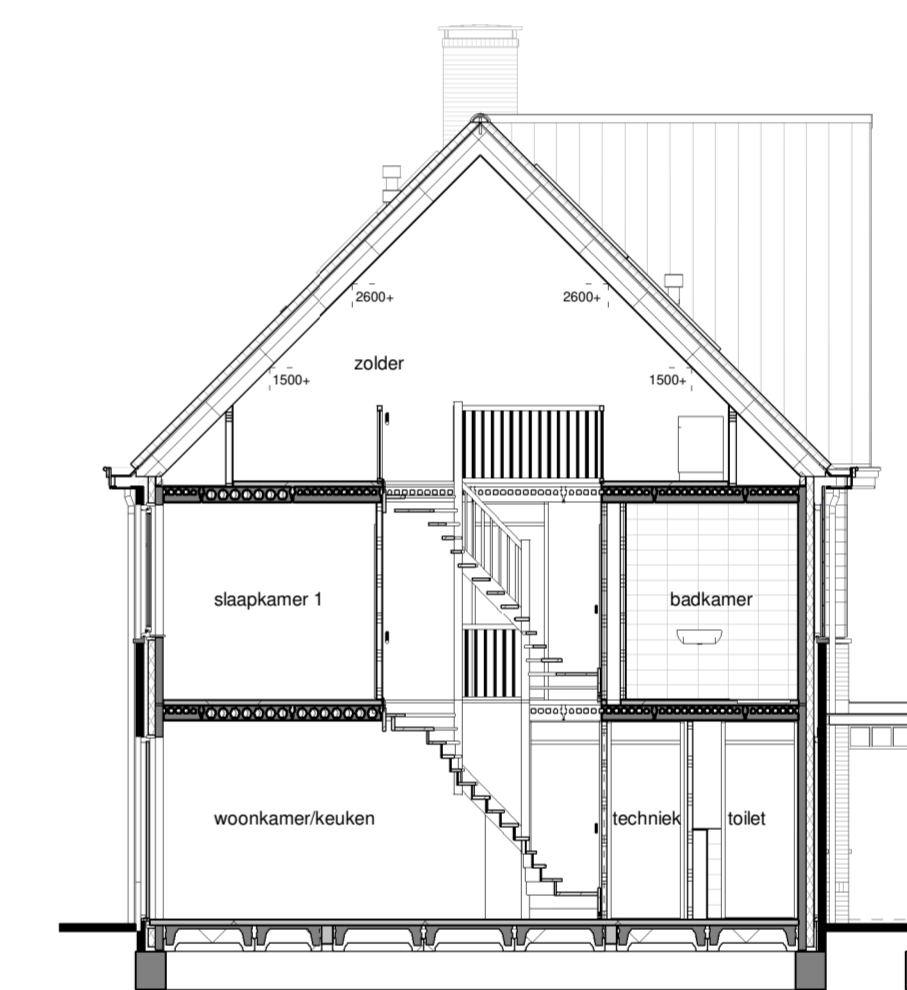 2600+ 2600+
zolder
1500+ 1500+
slaapkamer 1 badkamer
woonkamer/keuken techniek toilet